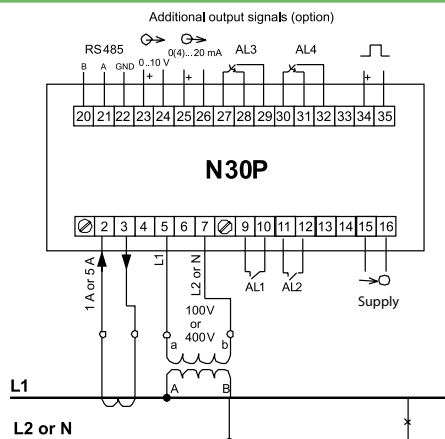 Additional output signals (option)
RS485 0(4)...20 mA AL3 AL4
B A GND 0..10 V
+ + +
20 21 22 23 24 25 26 27 28 29 30 31 32 33 34 35
N30P
2 3 4 5 6 7 9 10 11 12 13 14 15 16
1 A or 5 A
L1
L2 or N
AL1 AL2
Supply
100V
or
400V
a b
A B
L1
L2 or N